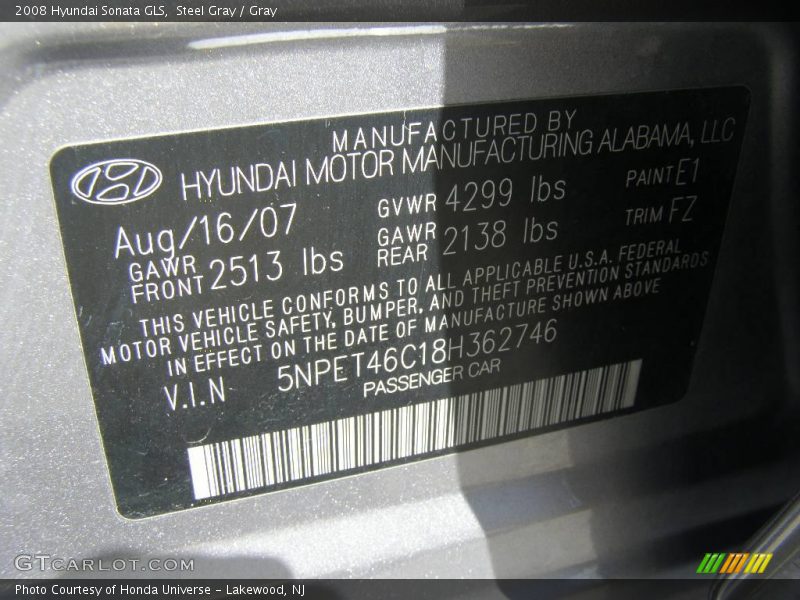 2008 Hyundai Sonata GLS, Steel Gray / Gray
MANUFACTURED BY
HYUNDAI MOTOR MANUFACTURING ALABAMA, LLC
Aug/16/07 GVWR 4299 lbs PAINT E1
GAWR FRONT 2513 lbs GAWR REAR 2138 lbs TRIM FZ
THIS VEHICLE CONFORMS TO ALL APPLICABLE U.S.A. FEDERAL
MOTOR VEHICLE SAFETY, BUMPER, AND THEFT PREVENTION STANDARDS
IN EFFECT ON THE DATE OF MANUFACTURE SHOWN ABOVE
V.I.N 5NPET46C18H362746
PASSENGER CAR
GTCARLOT.COM
Photo Courtesy of Honda Universe - Lakewood, NJ